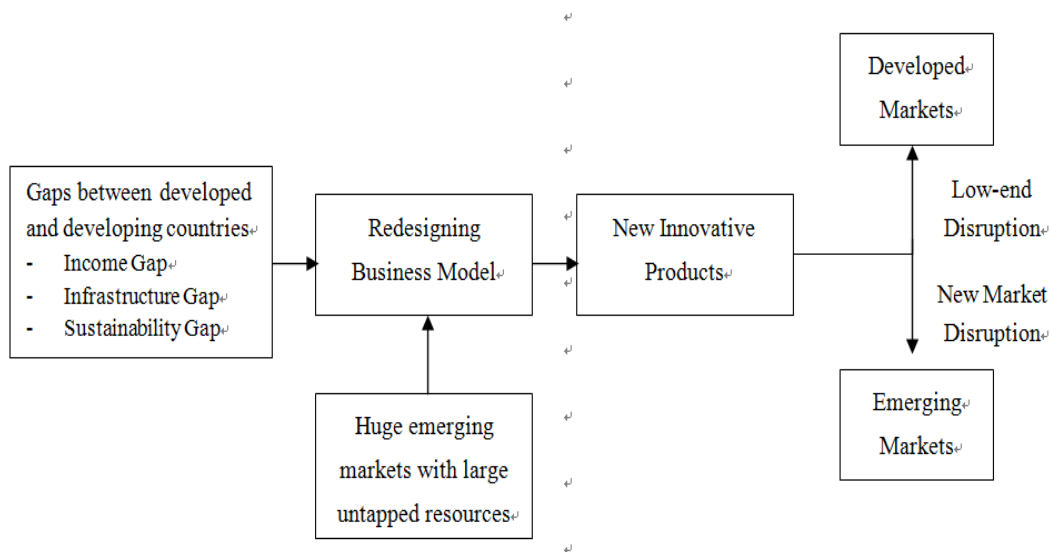 Gaps between developed
and developing countries
- Income Gap
- Infrastructure Gap
- Sustainability Gap
Redesigning
Business Model
Huge emerging
markets with large
untapped resources
New Innovative
Products
Developed
Markets
Low-end
Disruption
New Market
Disruption
Emerging
Markets